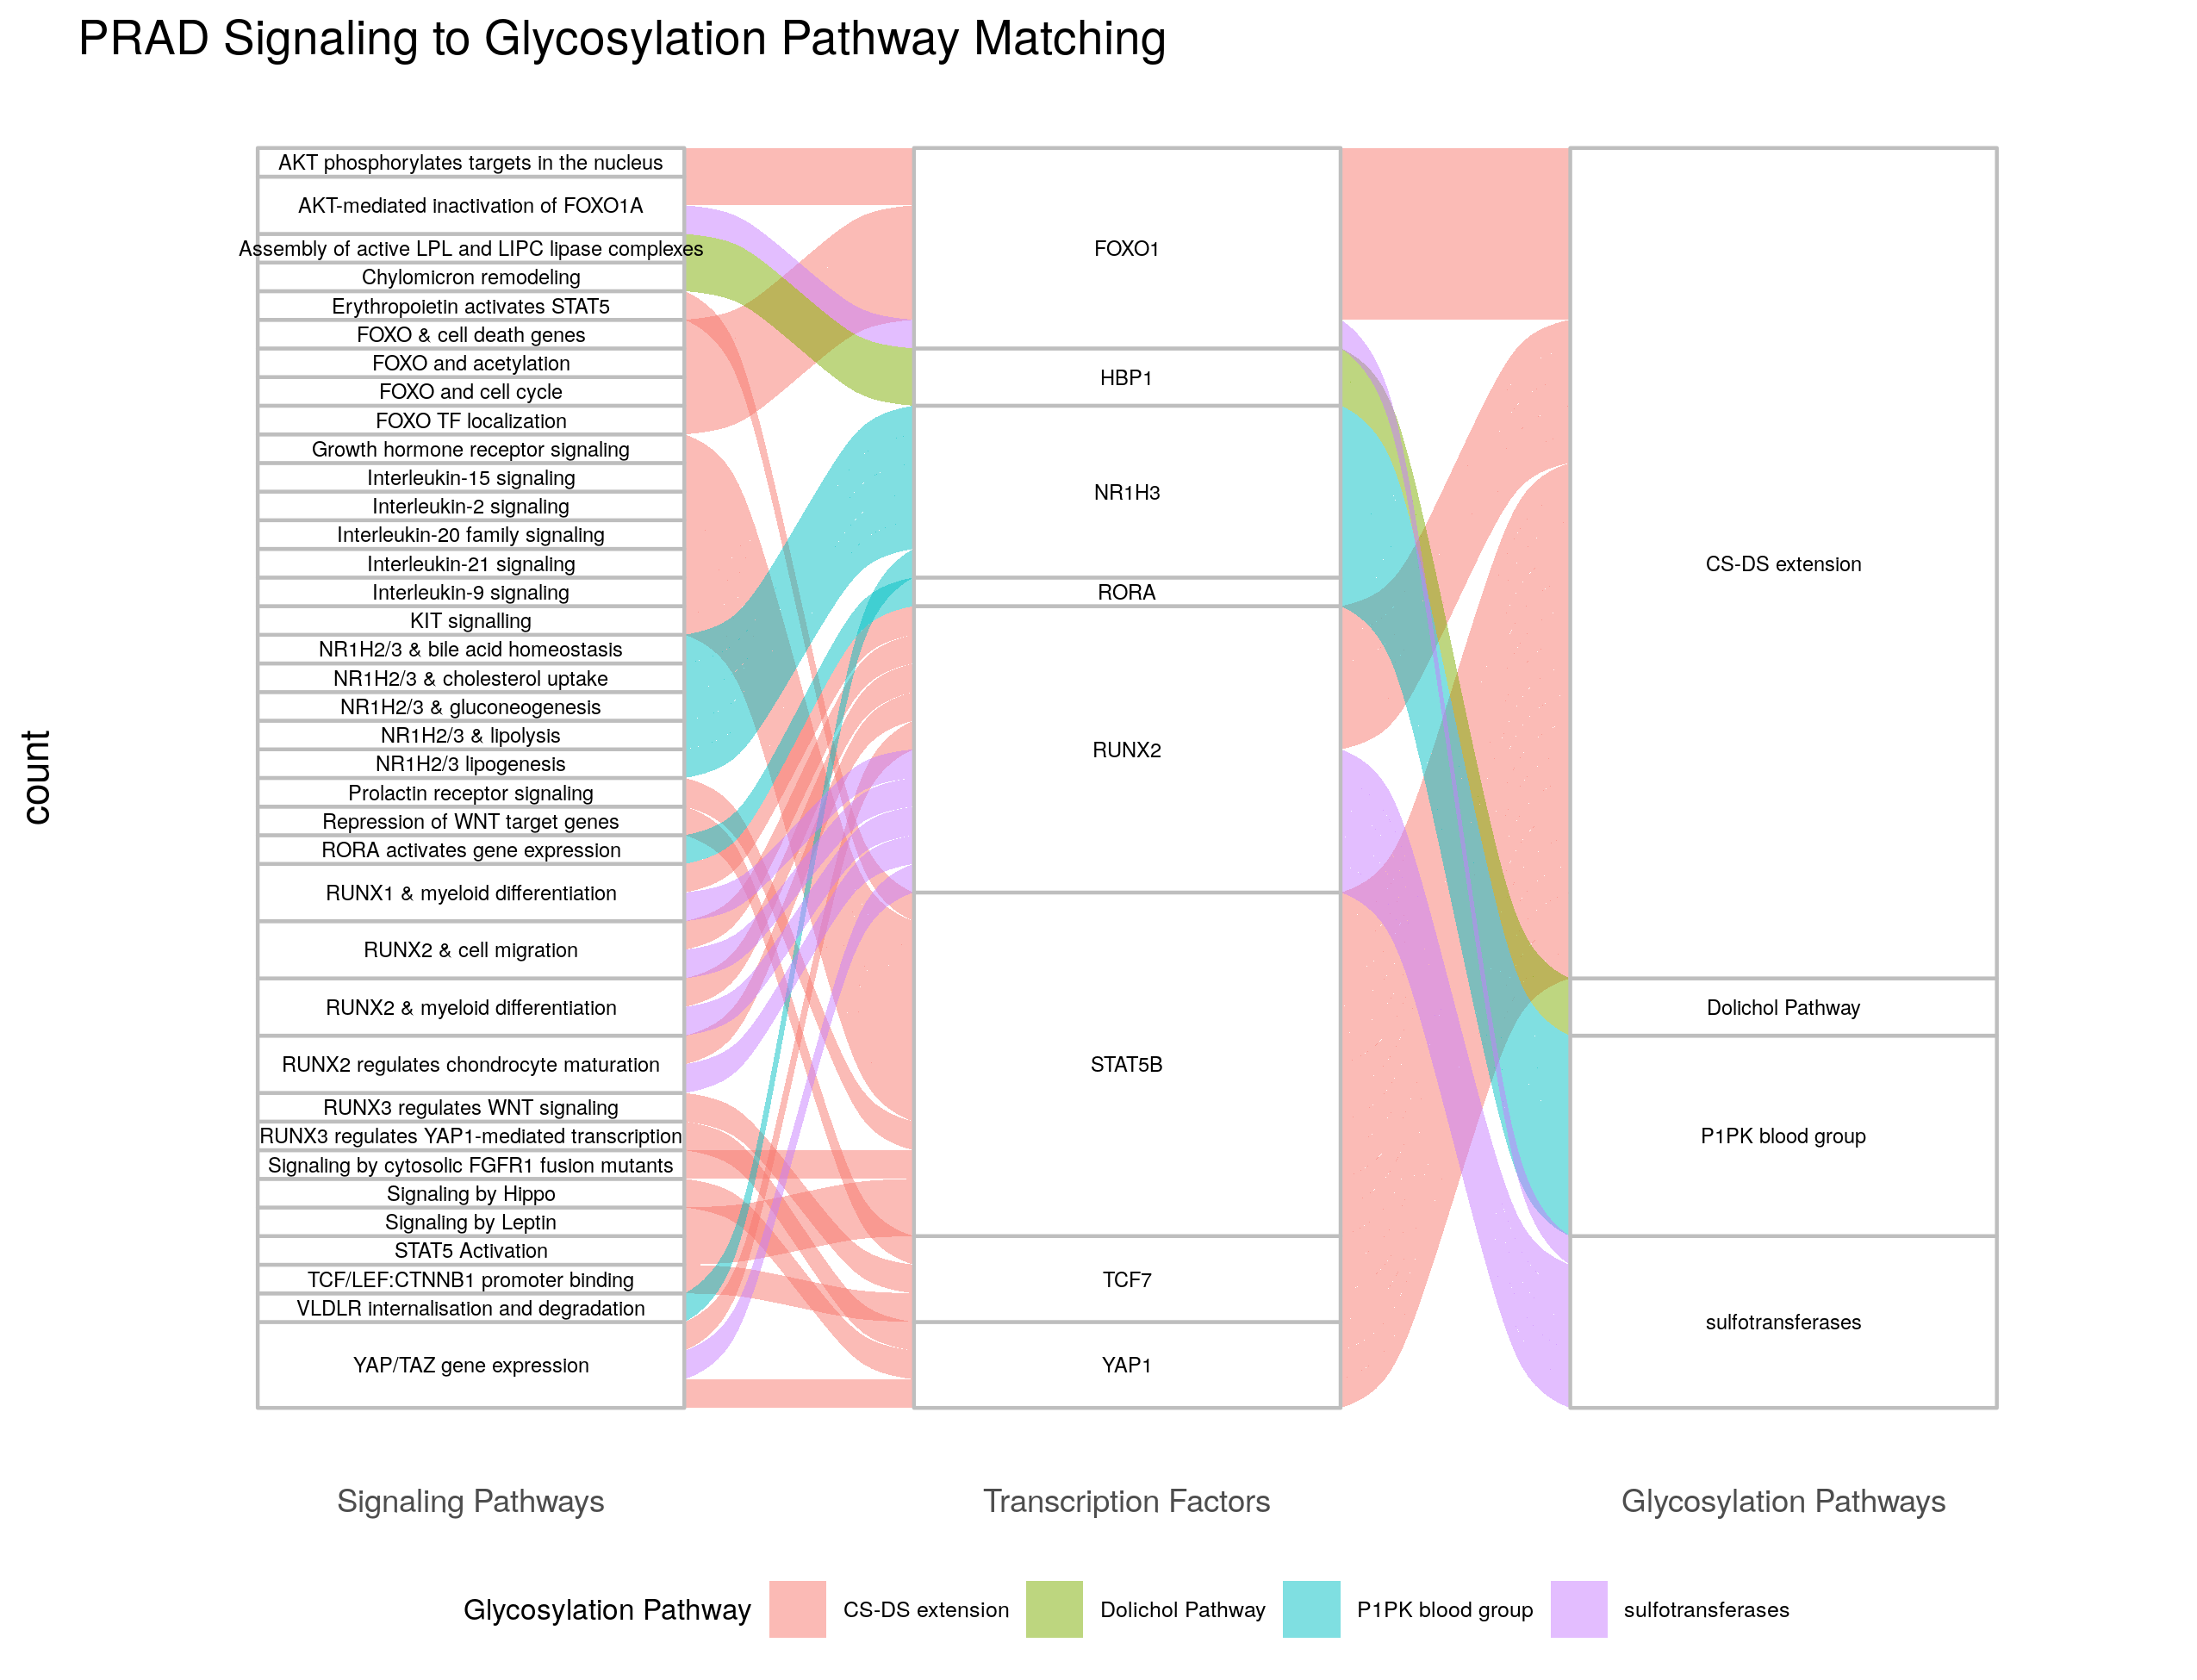 PRAD Signaling to Glycosylation Pathway Matching
count
AKT phosphorylates targets in the nucleus
AKT-mediated inactivation of FOXO1A
Assembly of active LPL and LIPC lipase complexes
Chylomicron remodeling
Erythropoietin activates STAT5
FOXO & cell death genes
FOXO and acetylation
FOXO and cell cycle
FOXO TF localization
Growth hormone receptor signaling
Interleukin-15 signaling
Interleukin-2 signaling
Interleukin-20 family signaling
Interleukin-21 signaling
Interleukin-9 signaling
KIT signalling
NR1H2/3 & bile acid homeostasis
NR1H2/3 & cholesterol uptake
NR1H2/3 & gluconeogenesis
NR1H2/3 & lipolysis
NR1H2/3 lipogenesis
Prolactin receptor signaling
Repression of WNT target genes
RORA activates gene expression
RUNX1 & myeloid differentiation
RUNX2 & cell migration
RUNX2 & myeloid differentiation
RUNX2 regulates chondrocyte maturation
RUNX3 regulates WNT signaling
RUNX3 regulates YAP1-mediated transcription
Signaling by cytosolic FGFR1 fusion mutants
Signaling by Hippo
Signaling by Leptin
STAT5 Activation
TCF/LEF:CTNNB1 promoter binding
VLDLR internalisation and degradation
YAP/TAZ gene expression
FOXO1
HBP1
NR1H3
RORA
RUNX2
STAT5B
TCF7
YAP1
CS-DS extension
Dolichol Pathway
P1PK blood group
sulfotransferases
Signaling Pathways
Transcription Factors
Glycosylation Pathways
Glycosylation Pathway
CS-DS extension
Dolichol Pathway
P1PK blood group
sulfotransferases